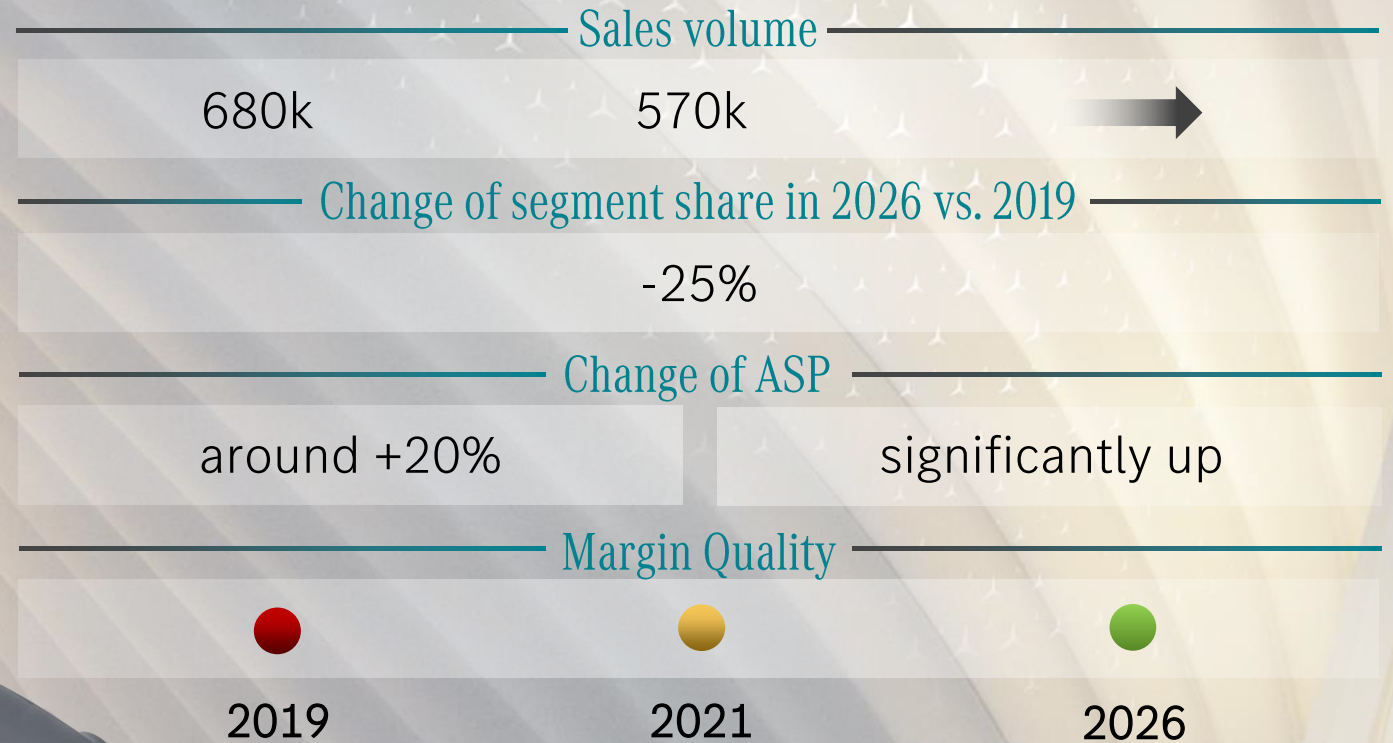 Sales volume
680k 570k
Change of segment share in 2026 vs. 2019
-25%
Change of ASP
around +20% significantly up
Margin Quality
2019 2021 2026